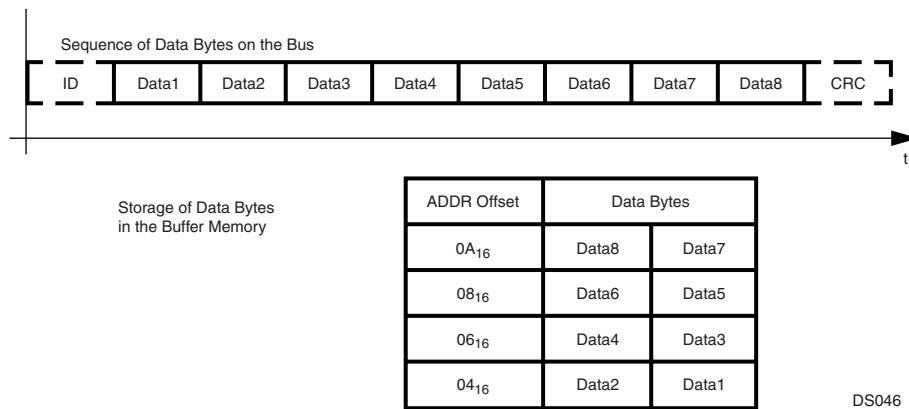 Sequence of Data Bytes on the Bus
ID Data1 Data2 Data3 Data4 Data5 Data6 Data7 Data8 CRC
t
Storage of Data Bytes
in the Buffer Memory
ADDR Offset Data Bytes
0A16 Data8 Data7
0816 Data6 Data5
0616 Data4 Data3
0416 Data2 Data1
DS046